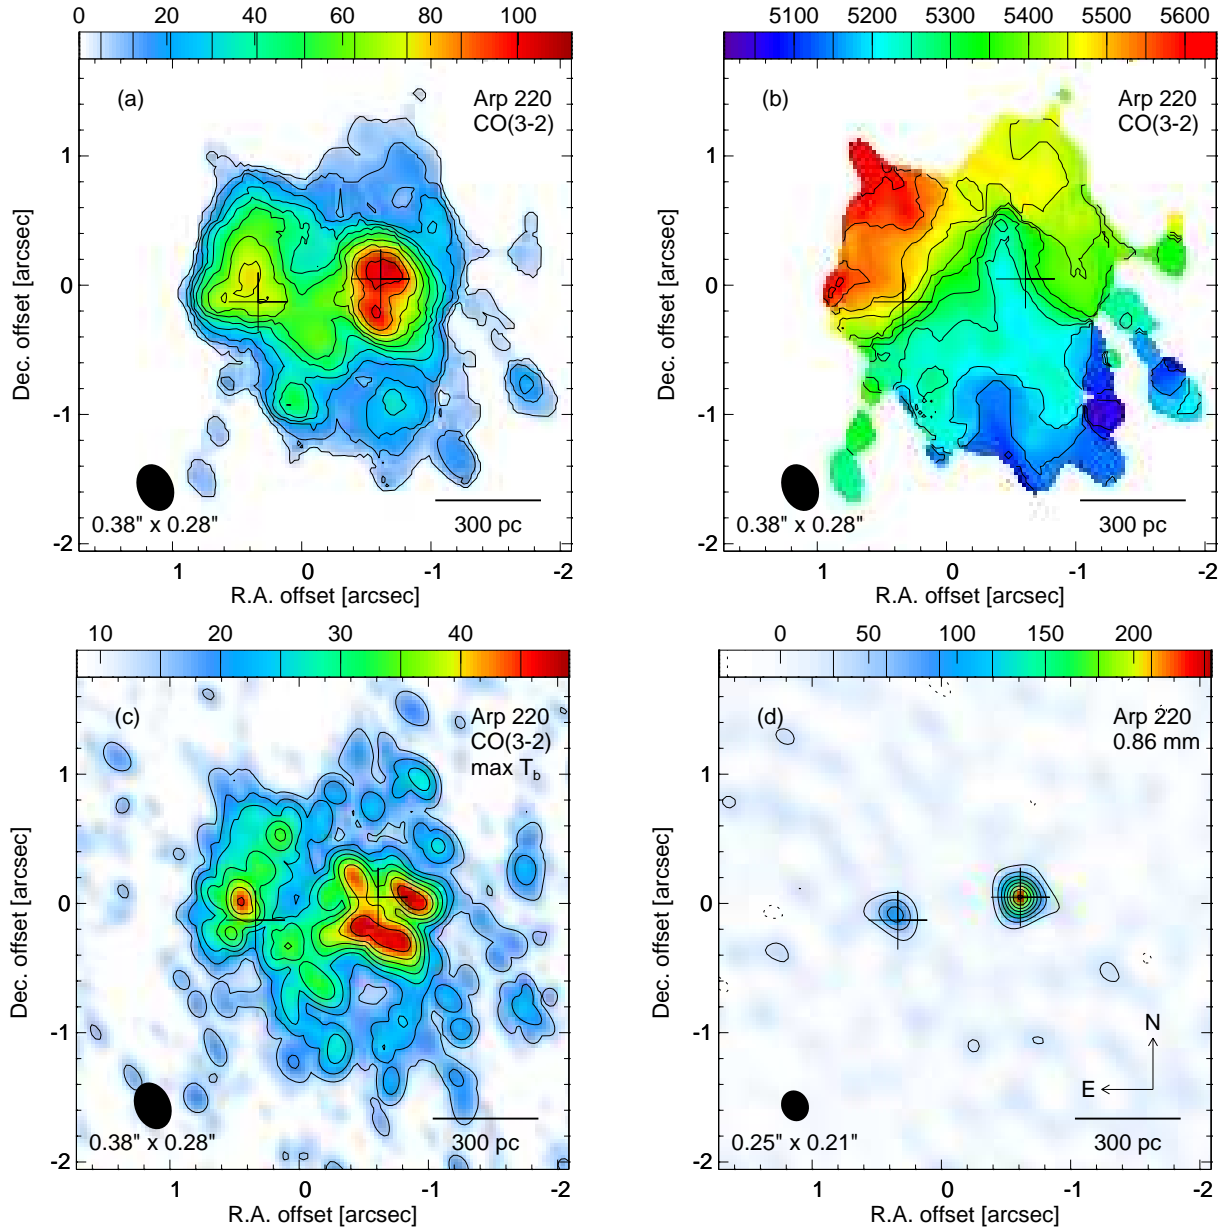 0 20 40 60 80 100
(a) Arp 220
CO(3-2)
1
0
-1
-2
Dec. offset [arcsec]
0.38" x 0.28"
300 pc
1 0 -1 -2
R.A. offset [arcsec]
5100 5200 5300 5400 5500 5600
(b) Arp 220
CO(3-2)
1
0
-1
-2
Dec. offset [arcsec]
0.38" x 0.28"
300 pc
1 0 -1 -2
R.A. offset [arcsec]
10 20 30 40
(c) Arp 220
CO(3-2)
max Tb
1
0
-1
-2
Dec. offset [arcsec]
0.38" x 0.28"
300 pc
1 0 -1 -2
R.A. offset [arcsec]
0 50 100 150 200
(d) Arp 220
0.86 mm
1
0
-1
-2
Dec. offset [arcsec]
N
E
0.25" x 0.21"
300 pc
1 0 -1 -2
R.A. offset [arcsec]